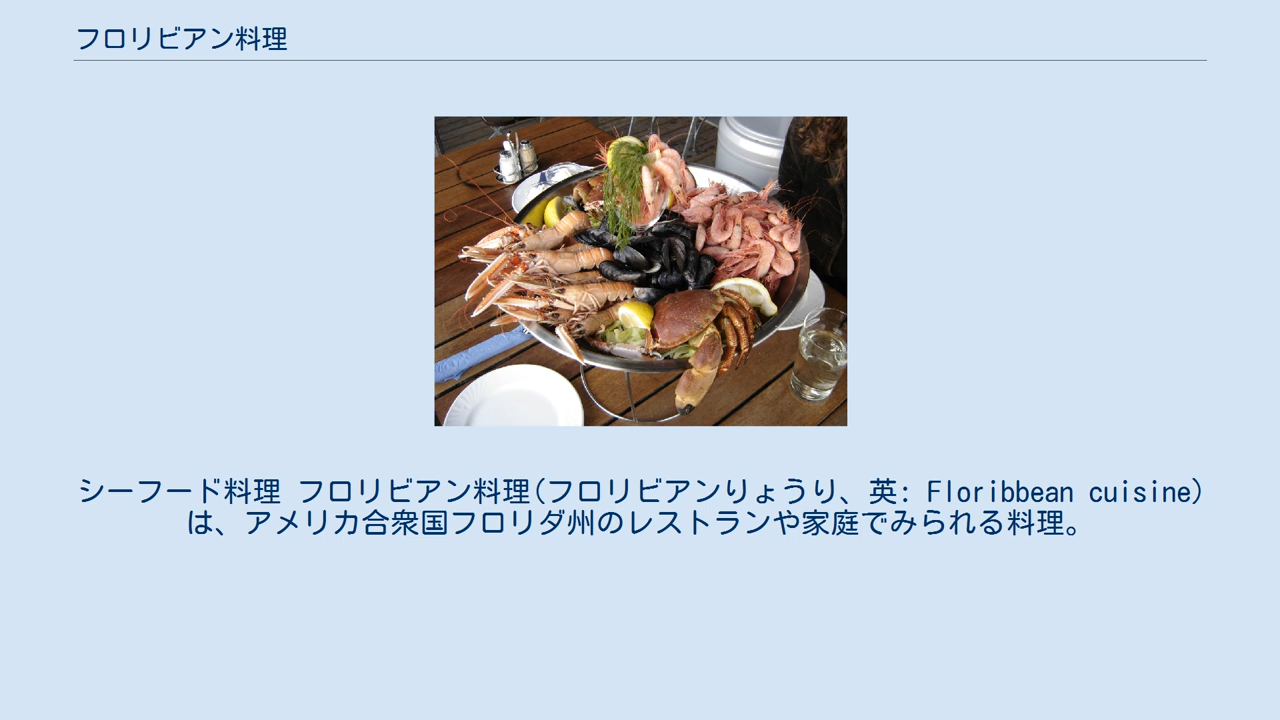 フロリビアン料理
シーフード料理 フロリビアン料理(フロリビアンりょうり、英: Floribbean cuisine)
は、アメリカ合衆国フロリダ州のレストランや家庭でみられる料理。